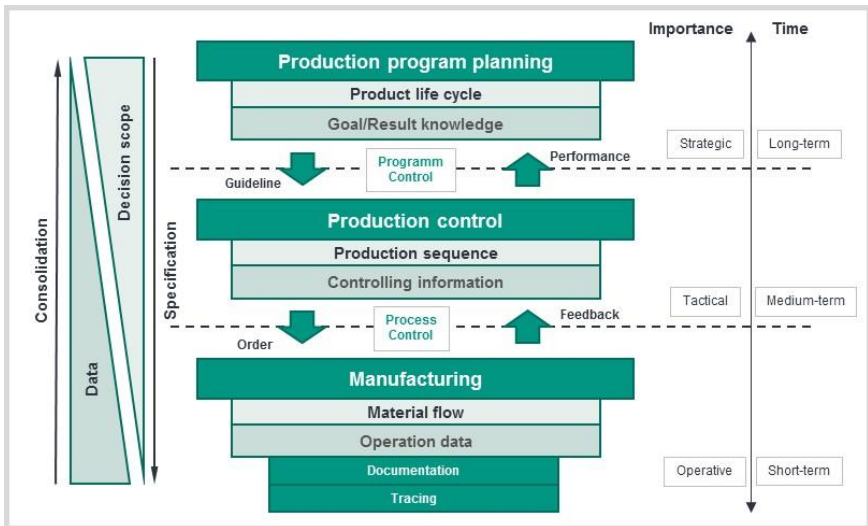 Importance
Time
Production program planning
Product life cycle
Goal/Result knowledge
Strategic
Long-term
Guideline
Programm
Control
Performance
Production control
Production sequence
Controlling information
Tactical
Medium-term
Order
Process
Control
Feedback
Manufacturing
Material flow
Operation data
Documentation
Tracing
Operative
Short-term
Consolidation
Data
Decision scope
Specification